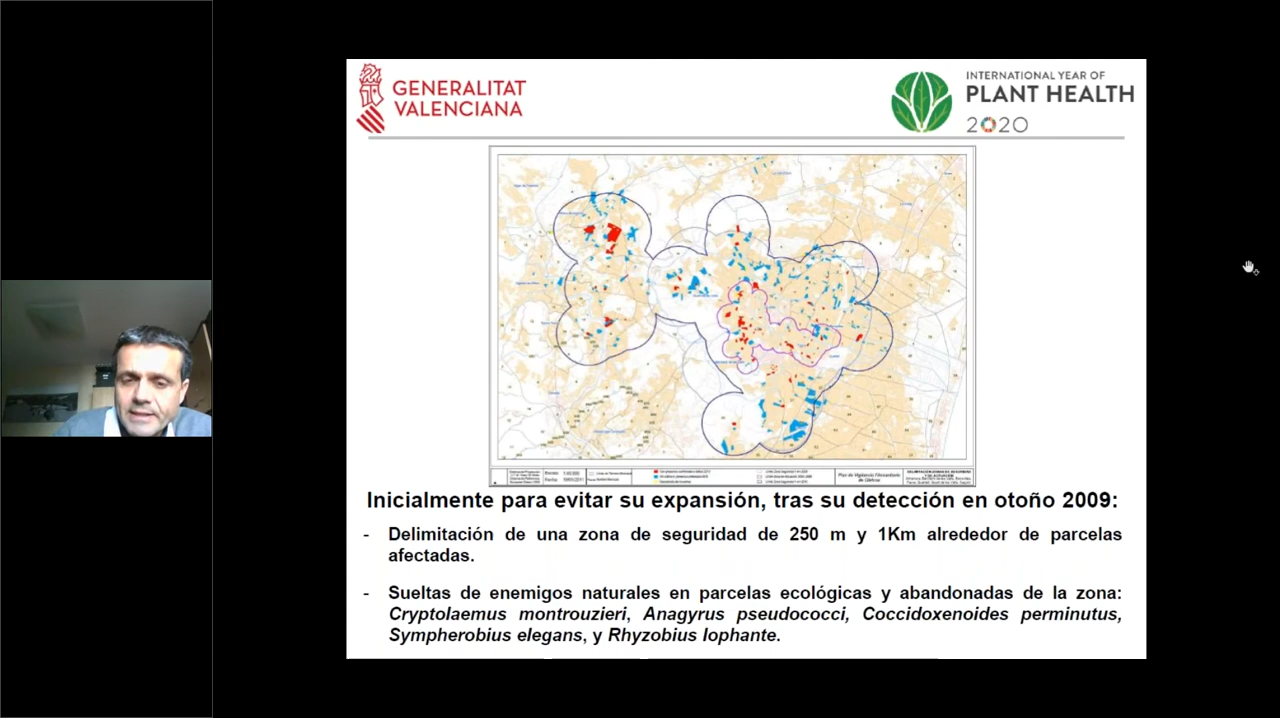 GENERALITAT
VALENCIANA
INTERNATIONAL YEAR OF
PLANT HEALTH
2020
Inicialmente para evitar su expansión, tras su detección en otoño 2009:
- Delimitación de una zona de seguridad de 250 m y 1Km alrededor de parcelas
afectadas.
- Sueltas de enemigos naturales en parcelas ecológicas y abandonadas de la zona:
Cryptolaemus montrouzieri, Anagyrus pseudococci, Coccidoxenoides perminutus,
Sympherobius elegans, y Rhyzobius lophante.